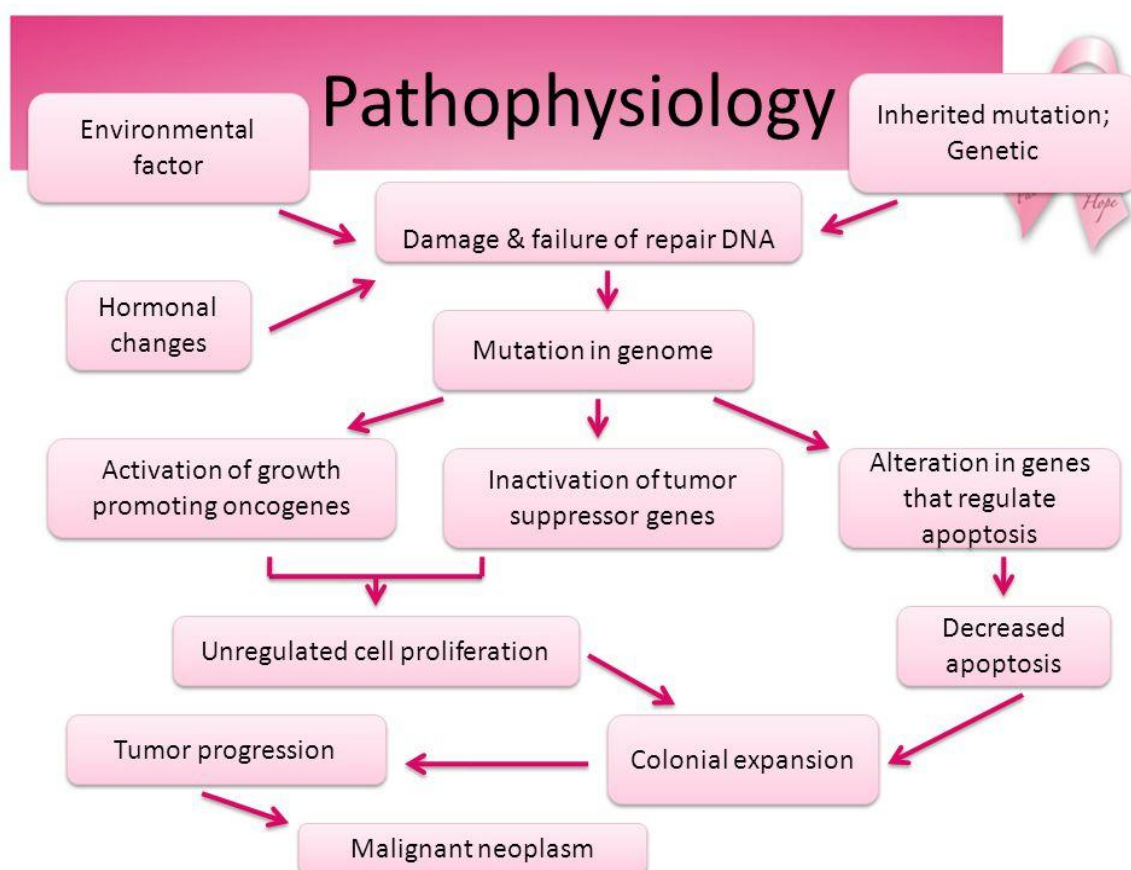 Pathophysiology
Environmental
factor
Inherited mutation;
Genetic
Damage & failure of repair DNA
Hope
Hormonal
changes
Mutation in genome
Activation of growth
promoting oncogenes
Inactivation of tumor
suppressor genes
Alteration in genes
that regulate
apoptosis
Unregulated cell proliferation
Decreased
apoptosis
Tumor progression
Colonial expansion
Malignant neoplasm